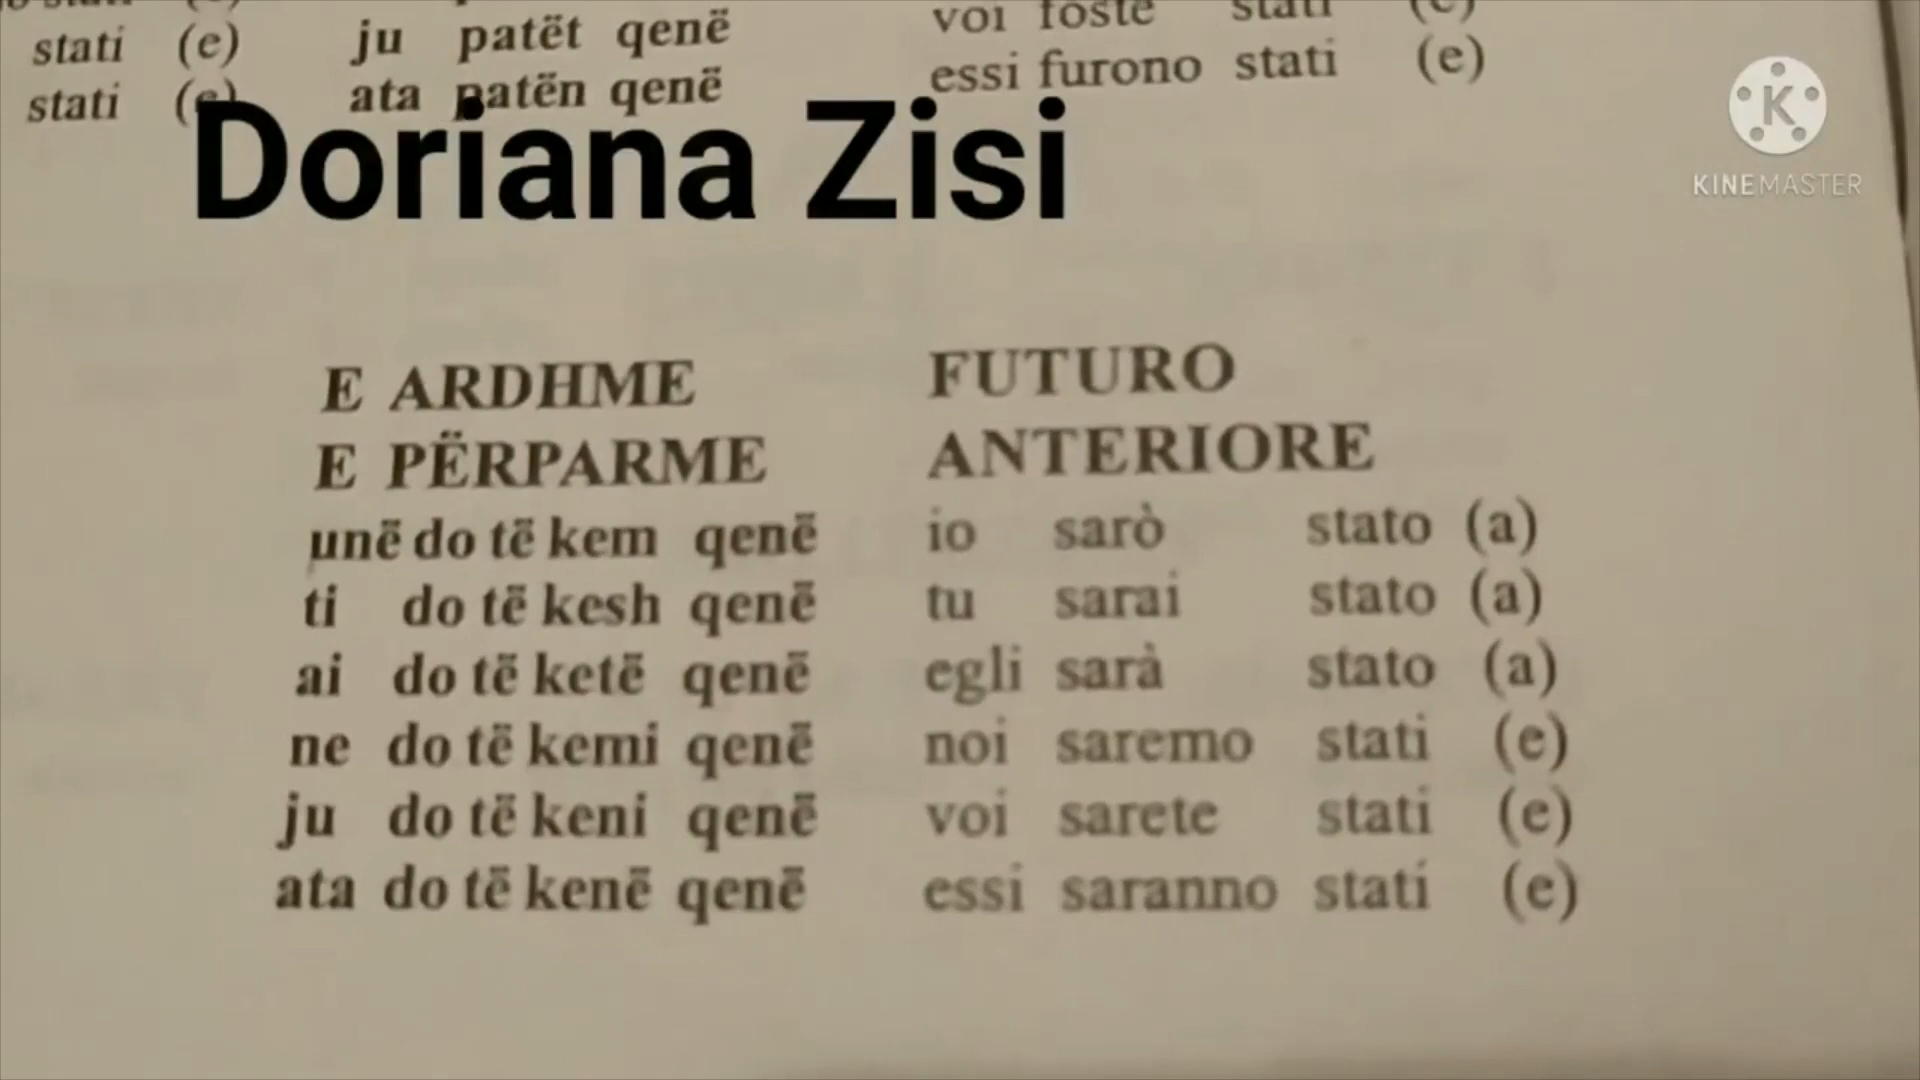 stati (e) ju patët qenë voi foste stati (e)
stati (e) ata patën qenë essi furono stati (e)
Doriana Zisi
K
KINEMASTER
E ARDHME FUTURO
E PËRPARME ANTERIORE
unë do të kem qenë io sarò stato (a)
ti do të kesh qenë tu sarai stato (a)
ai do të ketë qenë egli sarà stato (a)
ne do të kemi qenë noi saremo stati (e)
ju do të keni qenë voi sarete stati (e)
ata do të kenë qenë essi saranno stati (e)